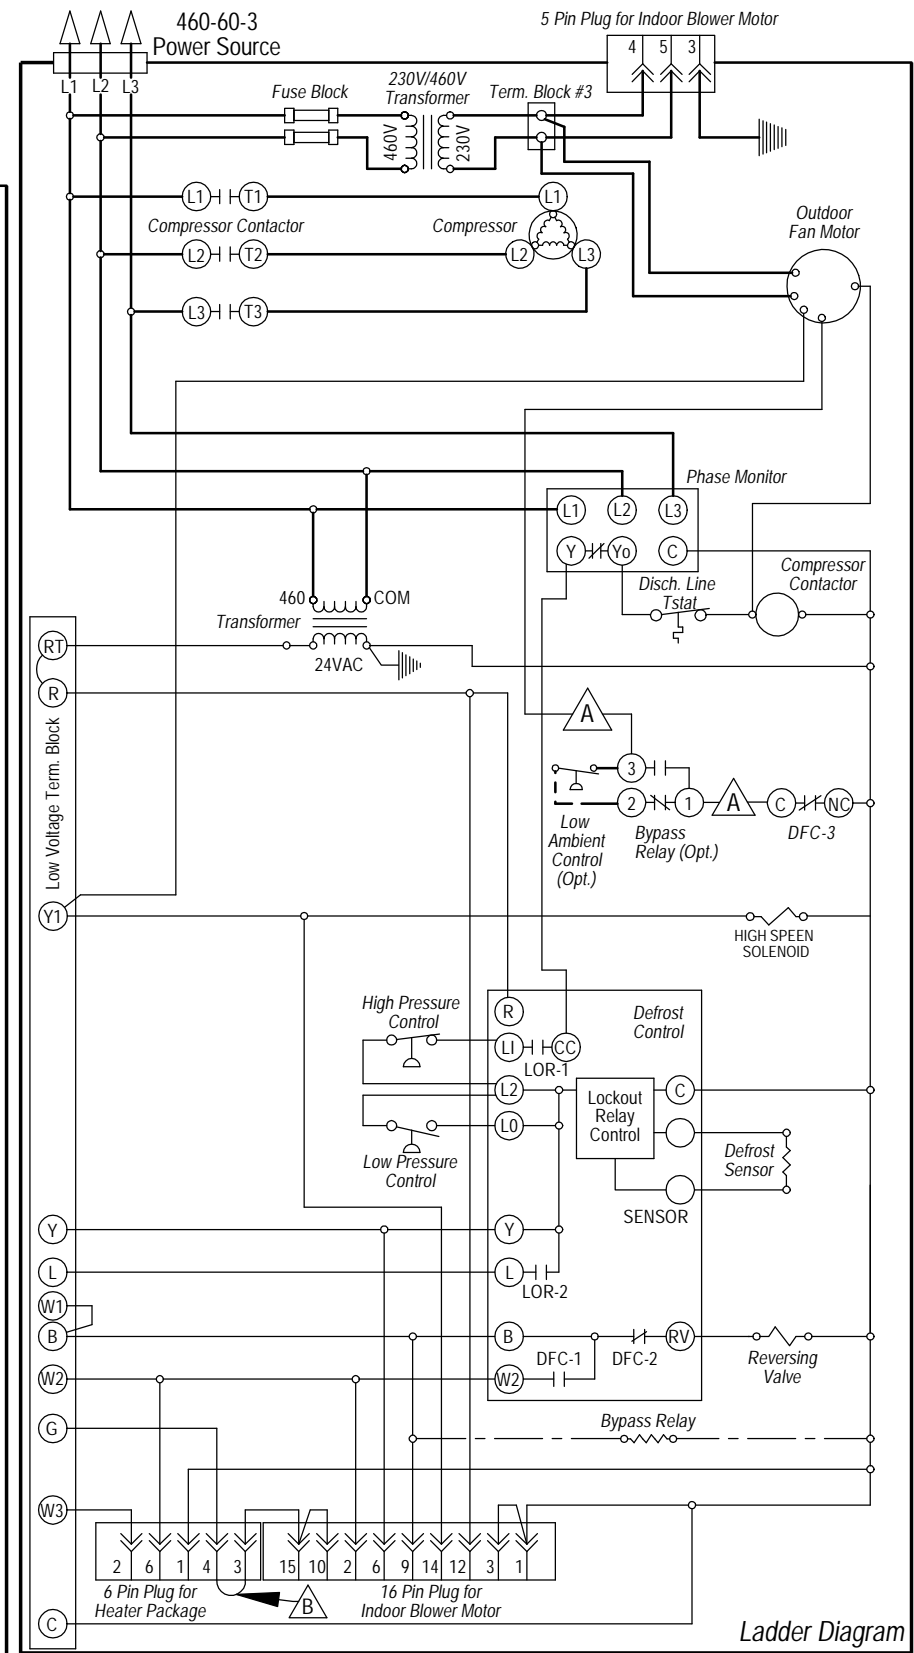 460-60-3
Power Source
5 Pin Plug for Indoor Blower Motor
4 5 3
L1 L2 L3
Fuse Block
230V/460V
Transformer
Term. Block #3
460V
230V
L1 T1 L1
Compressor Contactor
Compressor
L2 T2 L2 L3
L3 T3
Outdoor
Fan Motor
Phase Monitor
L1 L2 L3
Y Yo C
Disch. Line
Tstat
Compressor
Contactor
460 COM
Transformer
24VAC
RT
R
Low Voltage Term. Block
A
3
2 1 A C NC
Low
Ambient
Control
(Opt.)
Bypass
Relay (Opt.)
DFC-3
Y1
HIGH SPEEN
SOLENOID
High Pressure
Control
R
Defrost
Control
LI CC
LOR-1
L2
Lockout
Relay
Control
C
L0
Low Pressure
Control
Defrost
Sensor
SENSOR
Y Y
L L
LOR-2
W1
B B
DFC-1 DFC-2 RV
Reversing
Valve
W2 W2
G
Bypass Relay
W3
2 6 1 4 3 15 10 2 6 9 14 12 3 1
6 Pin Plug for
Heater Package
B
16 Pin Plug for
Indoor Blower Motor
C
Ladder Diagram